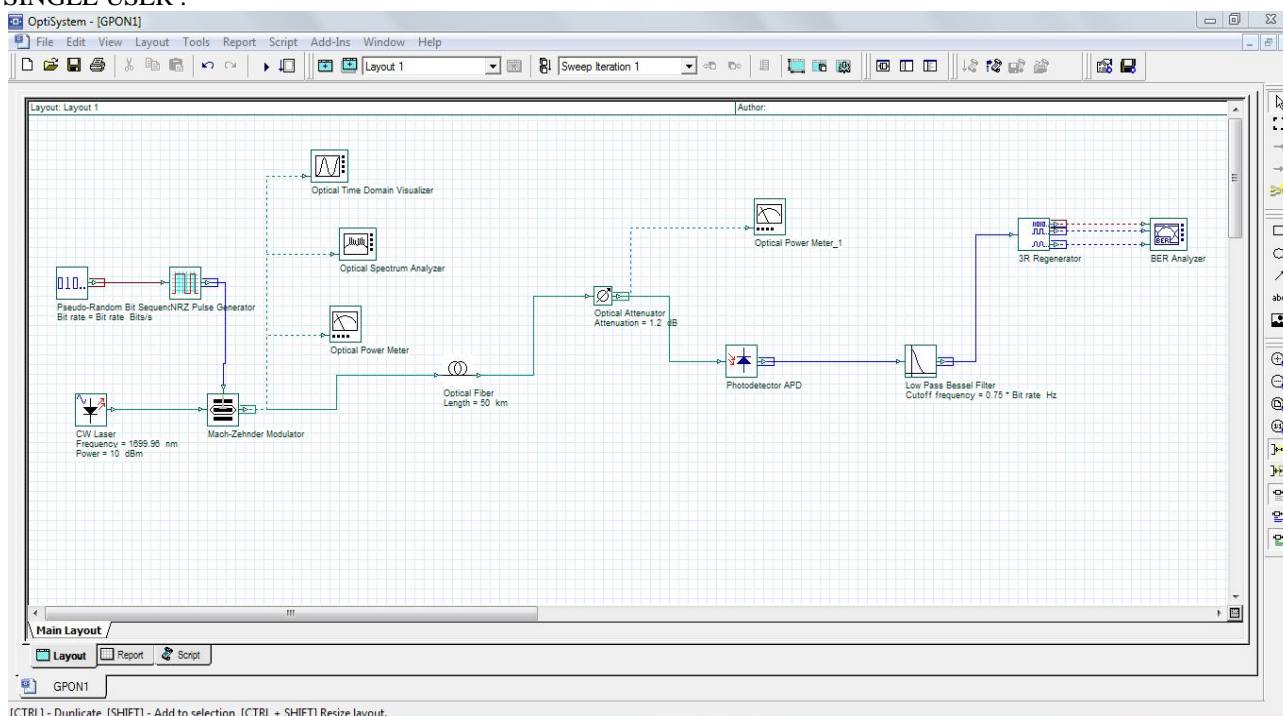 SINGLE USER :
OptiSystem - [GPON1]
File Edit View Layout Tools Report Script Add-Ins Window Help
Layout 1
Sweep Iteration 1
Layout: Layout 1
Author:
Optical Time Domain Visualizer
Optical Spectrum Analyzer
Optical Power Meter
Pseudo-Random Bit Sequenc
Bit rate = Bit rate Bits/s
NRZ Pulse Generator
CW Laser
Frequency = 1699.96 nm
Power = 10 dBm
Mach-Zehnder Modulator
Optical Fiber
Length = 50 km
Optical Attenuator
Attenuation = 1.2 dB
Optical Power Meter_1
Photodetector APD
Low Pass Bessel Filter
Cutoff frequency = 0.75 * Bit rate Hz
3R Regenerator
BER
BER Analyzer
Main Layout
Layout
Report
Script
GPON1
[CTRL] - Duplicate, [SHIFT] - Add to selection, [CTRL + SHIFT] Resize layout.